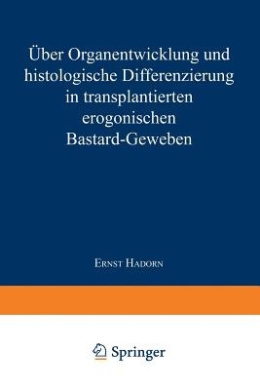 Über Organentwicklung und
histologische Differenzierung
in transplantierten
erogonischen
Bastard-Geweben
ERNST HADORN
Springer